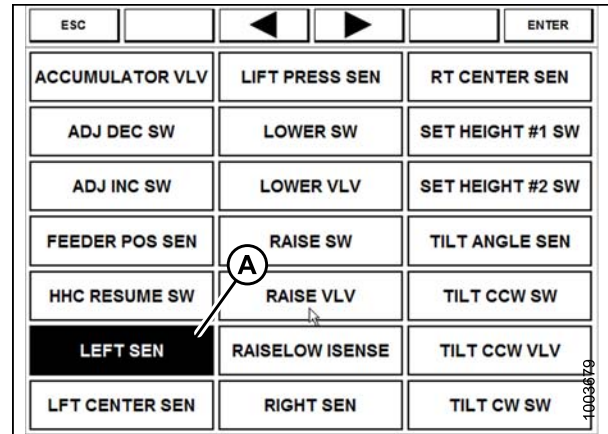 ESC ENTER
ACCUMULATOR VLV LIFT PRESS SEN RT CENTER SEN
ADJ DEC SW LOWER SW SET HEIGHT #1 SW
ADJ INC SW LOWER VLV SET HEIGHT #2 SW
FEEDER POS SEN RAISE SW TILT ANGLE SEN
A
HHC RESUME SW RAISE VLV TILT CCW SW
LEFT SEN RAISELOW ISENSE TILT CCW VLV
LFT CENTER SEN RIGHT SEN TILT CW SW
1003679